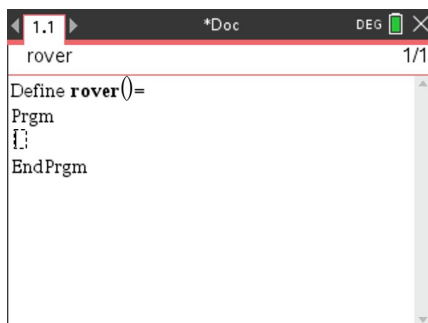 1.1 *Doc DEG
rover 1/1
Define rover()=
Prgm
EndPrgm